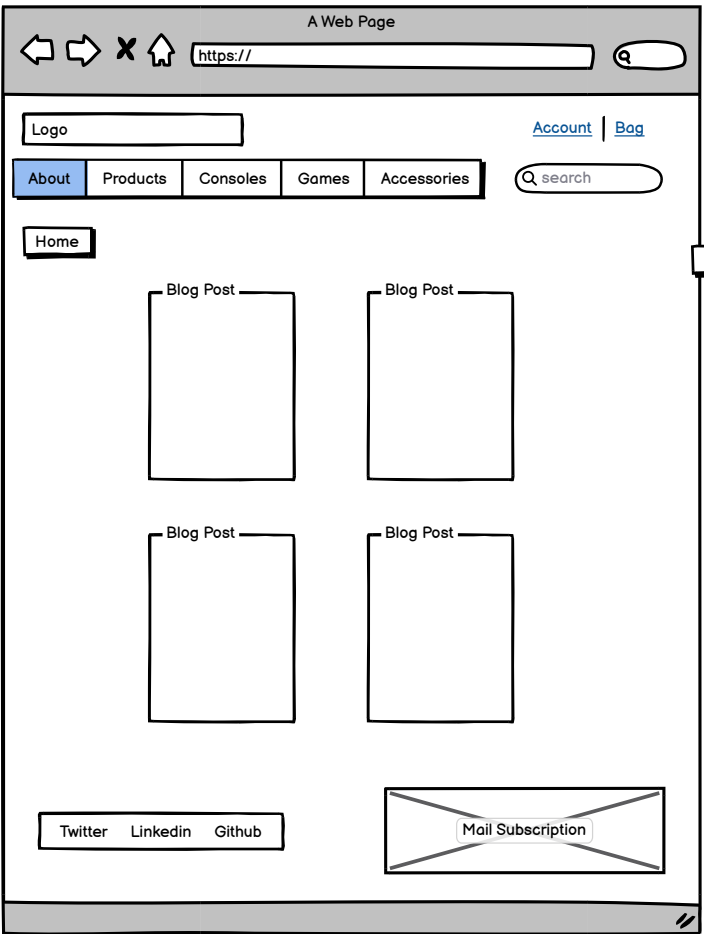 A Web Page
https://
Logo
Account Bag
About Products Consoles Games Accessories
search
Home
Blog Post Blog Post
Blog Post Blog Post
Twitter Linkedin Github
Mail Subscription